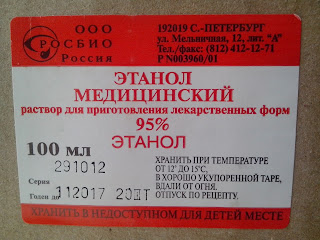 ООО
РОСБИО
Россия
192019 С.-ПЕТЕРБУРГ
ул. Мельничная, 12, лит. "А"
Тел./факс: (812) 412-12-71
Р N003960/01
ЭТАНОЛ
МЕДИЦИНСКИЙ
раствор для приготовления лекарственных форм
95%
ЭТАНОЛ
100 мл
291012
Серия
Годен до 112017 20ШТ
ХРАНИТЬ ПРИ ТЕМПЕРАТУРЕ
ОТ 12° ДО 15°С,
В ХОРОШО УКУПОРЕННОЙ ТАРЕ,
ВДАЛИ ОТ ОГНЯ.
ОТПУСК ПО РЕЦЕПТУ.
ХРАНИТЬ В НЕДОСТУПНОМ ДЛЯ ДЕТЕЙ МЕСТЕ